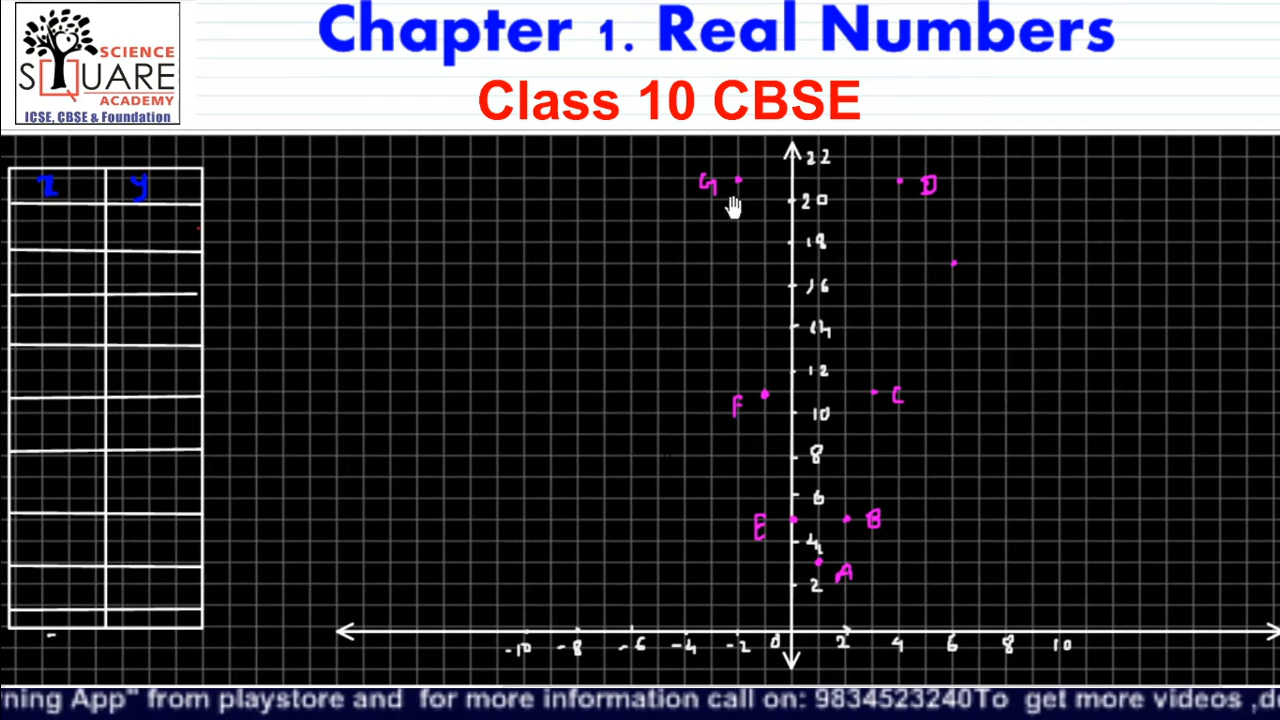 Chapter 1. Real Numbers
SCIENCE
SQUARE
ACADEMY
ICSE, CBSE & Foundation
Class 10 CBSE
x y
22
G D
20
18
16
14
12
F C
10
8
6
E B
4
A
2
-10 -8 -6 -4 -2 0 2 4 6 8 10
ning App" from playstore and for more information call on: 9834523240To get more videos ,d